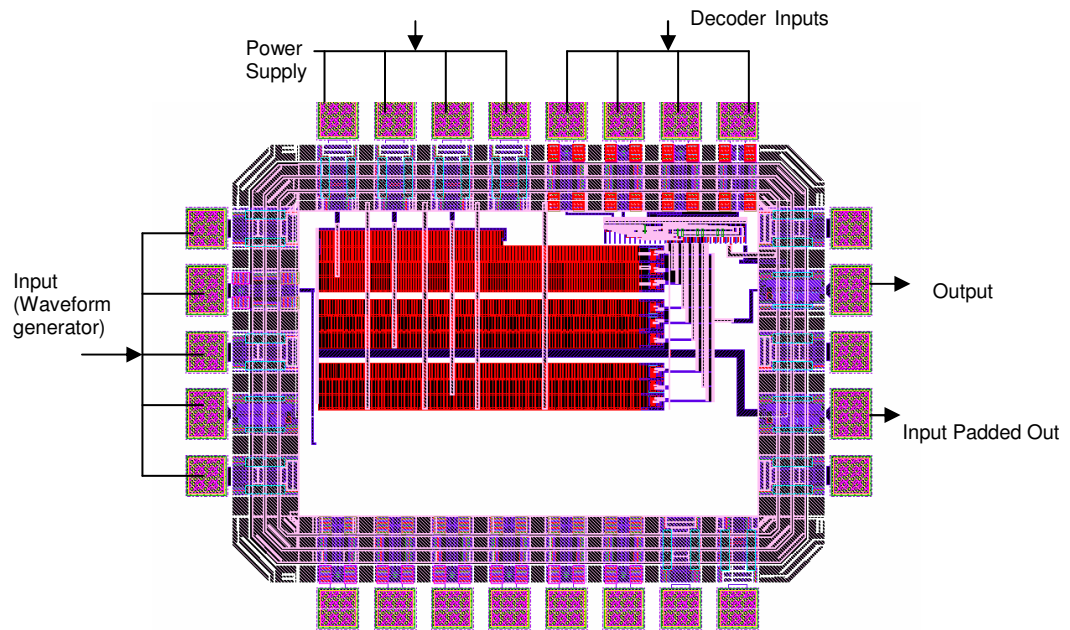 Decoder Inputs
Power
Supply
Input
(Waveform
generator)
Output
Input Padded Out